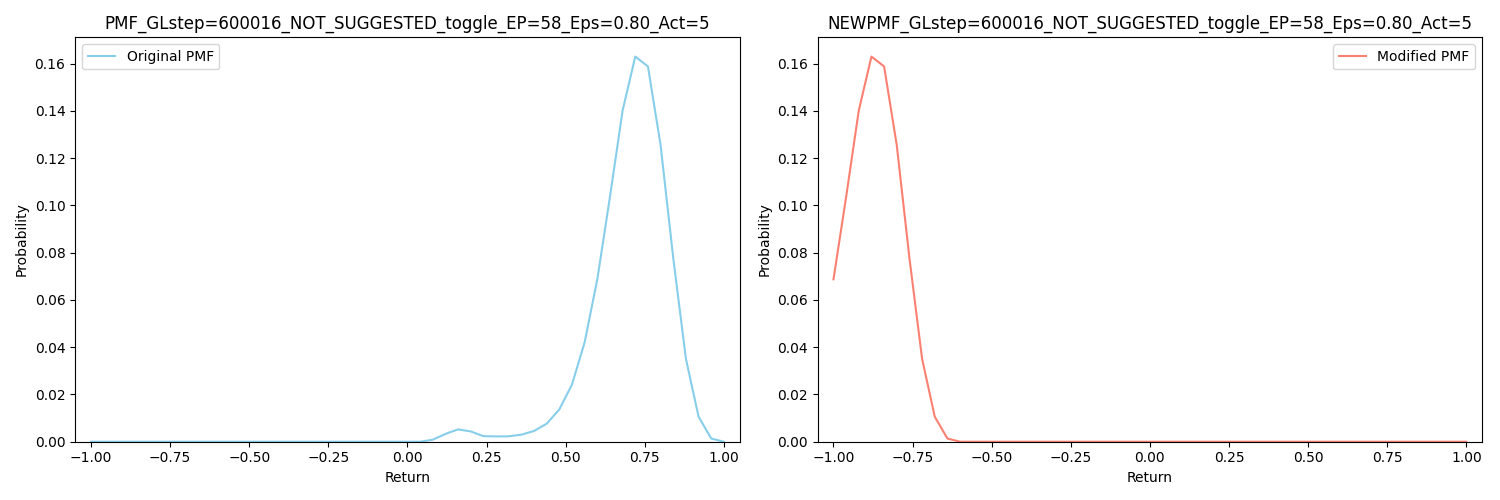 PMF_GLstep=600016_NOT_SUGGESTED_toggle_EP=58_Eps=0.80_Act=5
Original PMF
Probability
0.16
0.14
0.12
0.10
0.08
0.06
0.04
0.02
0.00
−1.00 −0.75 −0.50 −0.25 0.00 0.25 0.50 0.75 1.00
Return
NEWPMF_GLstep=600016_NOT_SUGGESTED_toggle_EP=58_Eps=0.80_Act=5
Modified PMF
Probability
0.16
0.14
0.12
0.10
0.08
0.06
0.04
0.02
0.00
−1.00 −0.75 −0.50 −0.25 0.00 0.25 0.50 0.75 1.00
Return